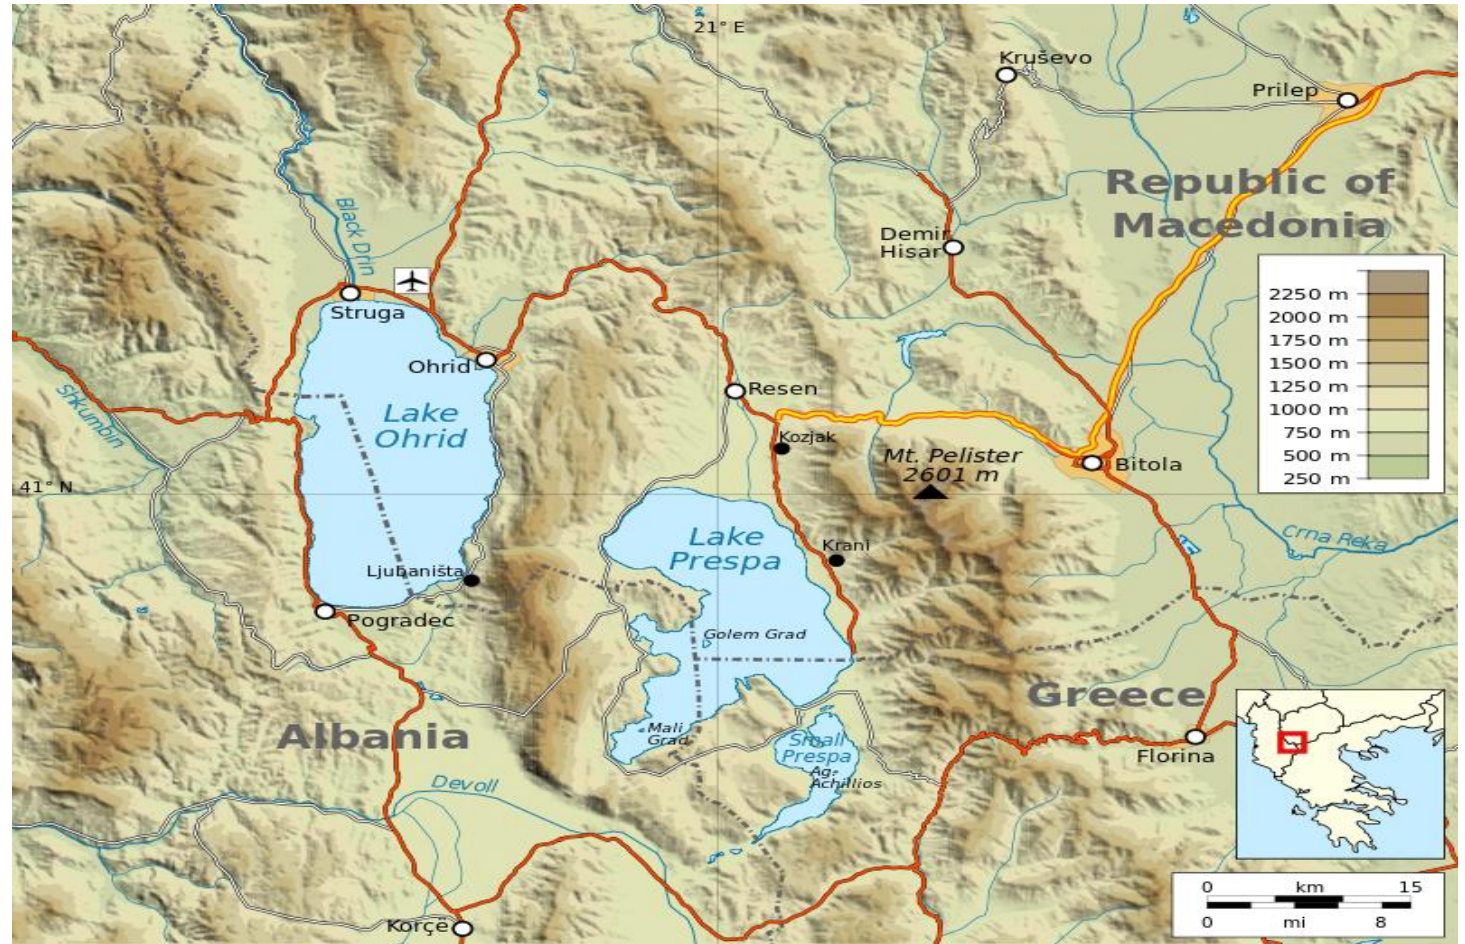 21° E
Kruševo
Prilep
Republic of
Macedonia
Black Drin
Demir
Hisar
Struga
2250 m
2000 m
1750 m
1500 m
1250 m
1000 m
750 m
500 m
250 m
Ohrid
Resen
Shkumbin
Lake
Ohrid
Kozjak
Mt. Pelister
2601 m
Bitola
41° N
Lake
Prespa
Crna Reka
Krani
Ljubaništa
Pogradec
Golem Grad
Albania
Greece
Mali
Grad
Small
Prespa
Ag.
Achillios
Florina
Devoll
Korçë
0 km 15
0 mi 8